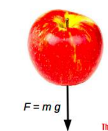 F = m g